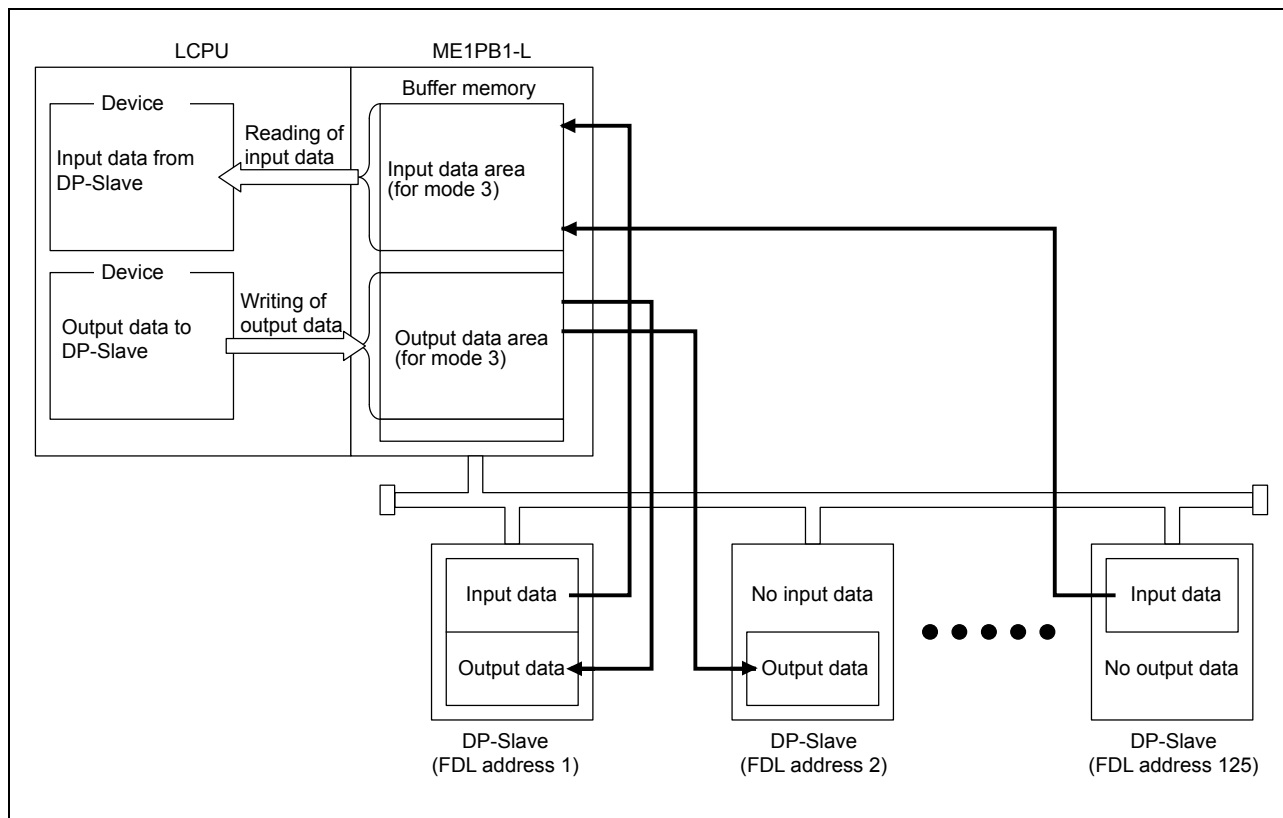 LCPU
ME1PB1-L
Buffer memory
Device
Input data from
DP-Slave
Reading of
input data
Input data area
(for mode 3)
Device
Output data to
DP-Slave
Writing of
output data
Output data area
(for mode 3)
Input data
Output data
DP-Slave
(FDL address 1)
No input data
Output data
DP-Slave
(FDL address 2)
Input data
No output data
DP-Slave
(FDL address 125)